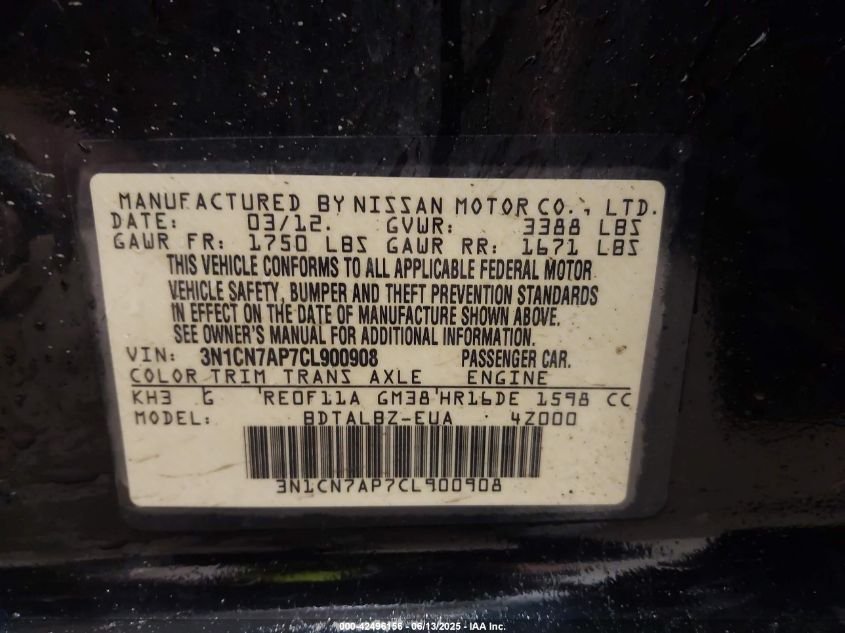 MANUFACTURED BY NISSAN MOTOR CO., LTD.
DATE: 03/12. GVWR: 3388 LBS
GAWR FR: 1750 LBS GAWR RR: 1671 LBS
THIS VEHICLE CONFORMS TO ALL APPLICABLE FEDERAL MOTOR
VEHICLE SAFETY, BUMPER AND THEFT PREVENTION STANDARDS
IN EFFECT ON THE DATE OF MANUFACTURE SHOWN ABOVE.
SEE OWNER'S MANUAL FOR ADDITIONAL INFORMATION.
VIN: 3N1CN7AP7CL900908 PASSENGER CAR.
COLOR TRIM TRANS AXLE ENGINE
KH3 G RE0F11A GM38 HR16DE 1598 CC
MODEL: BDTALBZ-EUA 4Z000
3N1CN7AP7CL900908
000-42496156 - 06/13/2025 - IAA Inc.